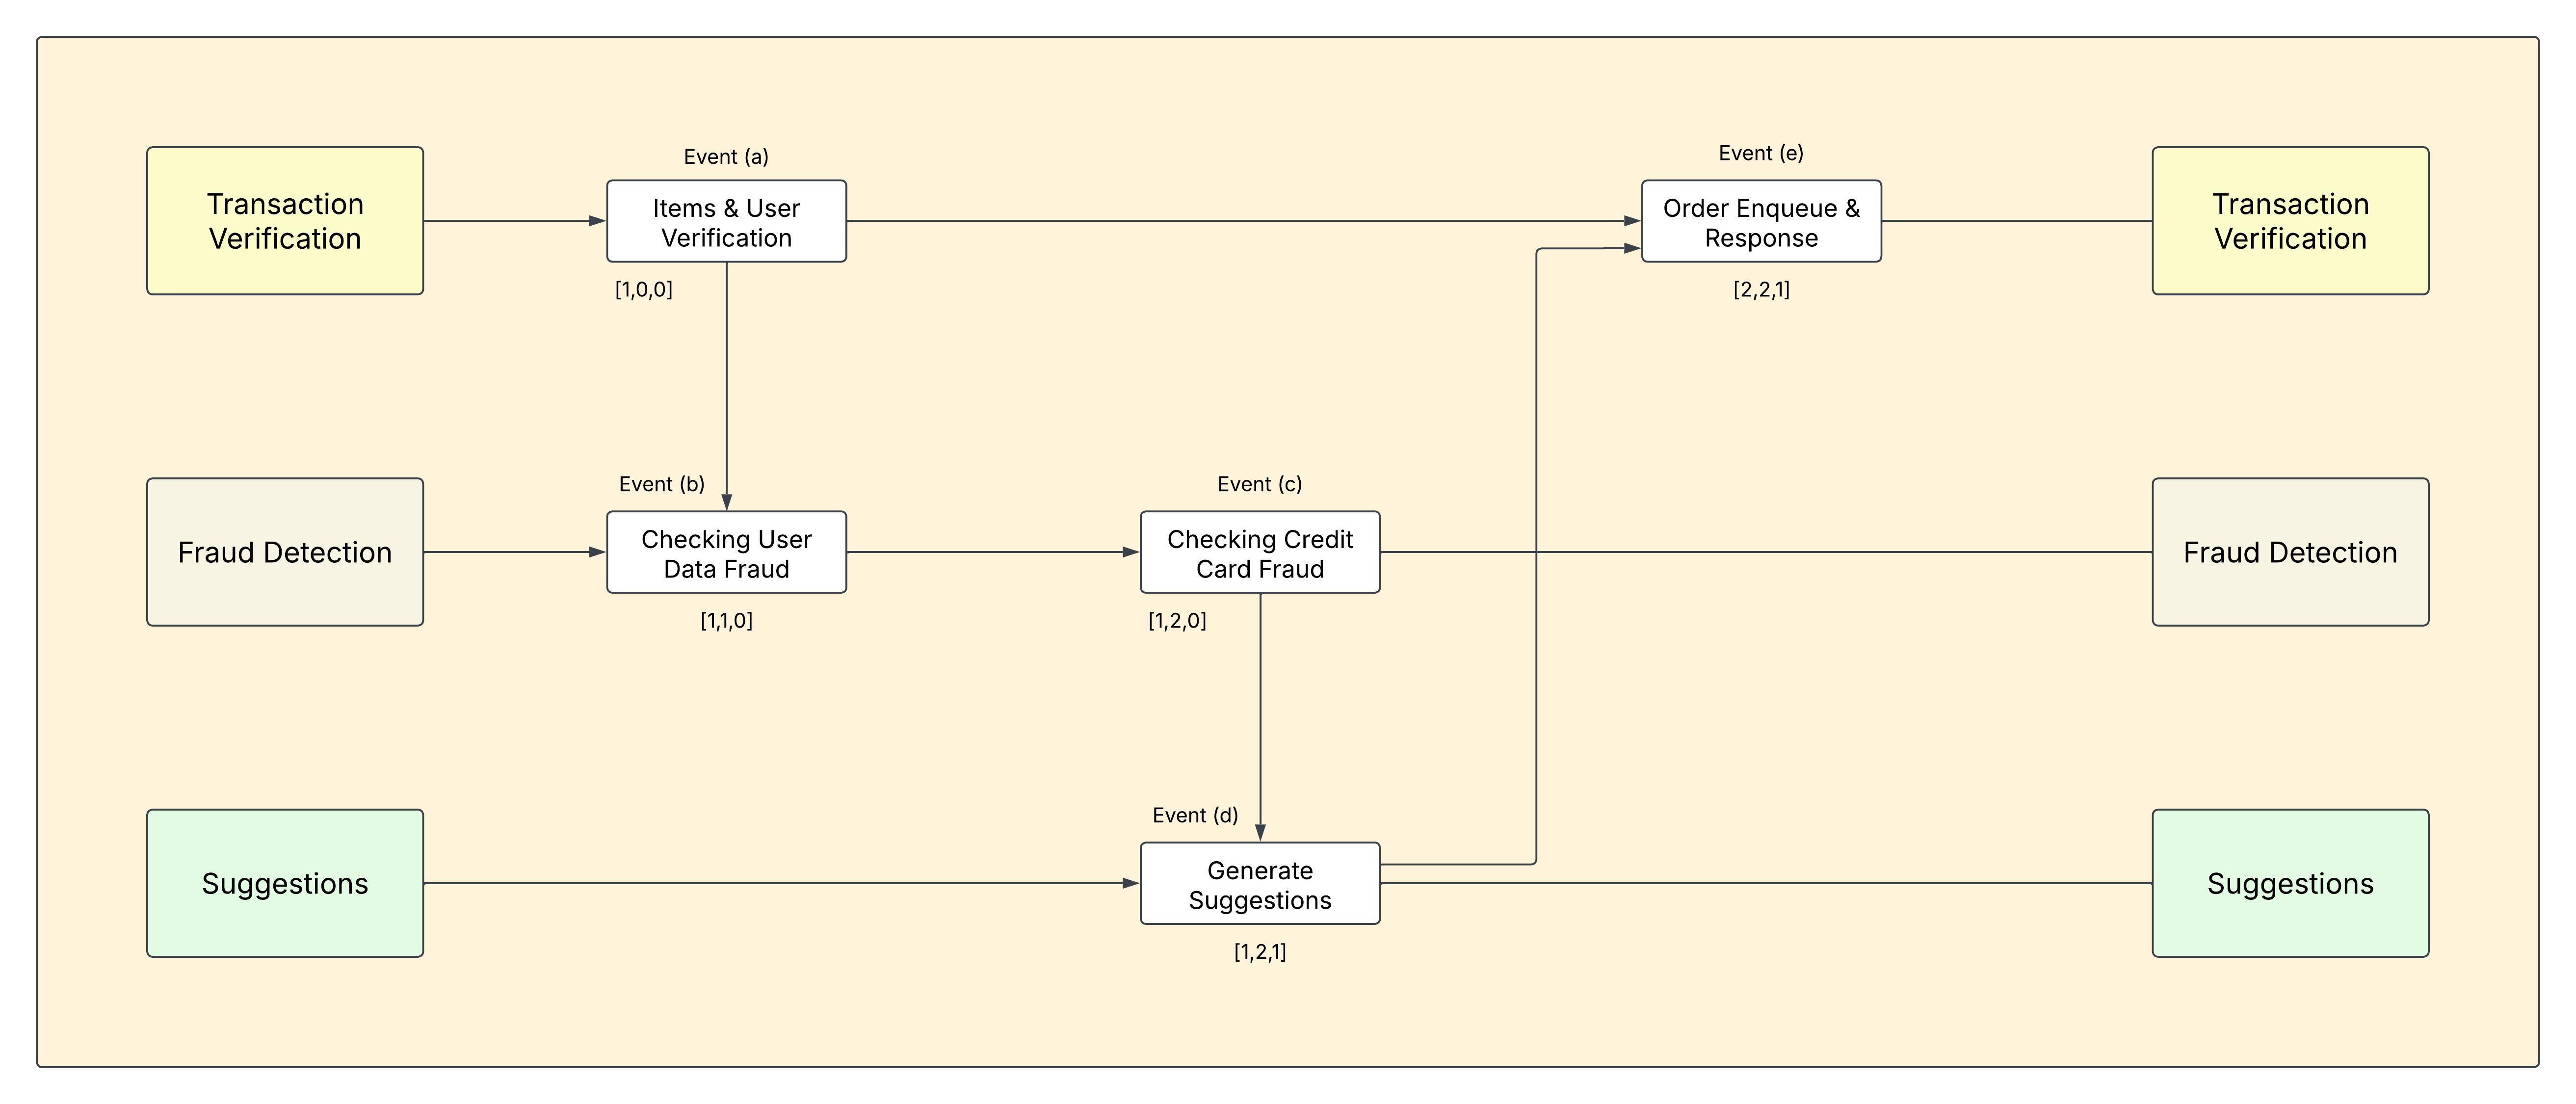 Event (a)
Event (e)
Transaction
Verification
Items & User
Verification
Order Enqueue &
Response
Transaction
Verification
[1,0,0]
[2,2,1]
Event (b)
Event (c)
Fraud Detection
Checking User
Data Fraud
Checking Credit
Card Fraud
Fraud Detection
[1,1,0]
[1,2,0]
Event (d)
Suggestions
Generate
Suggestions
Suggestions
[1,2,1]